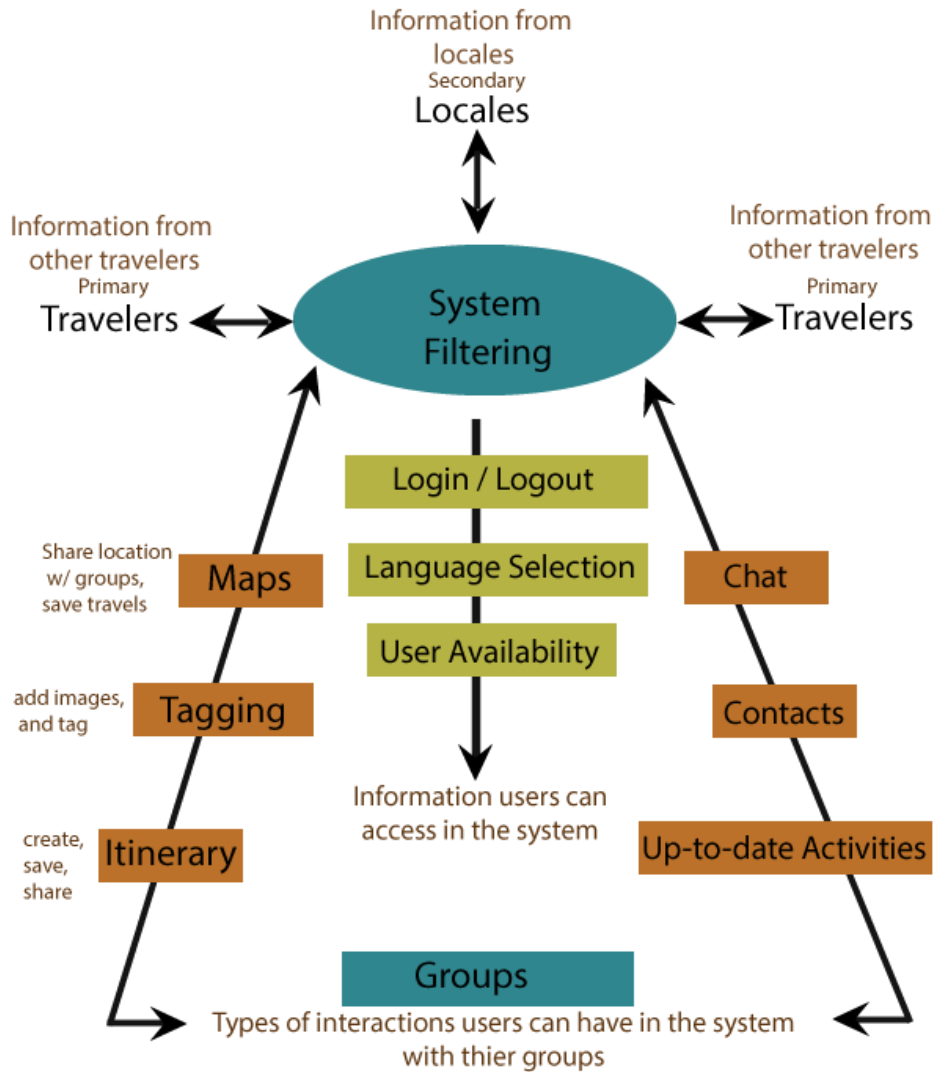 Information from
locales
Secondary
Locales
Information from
other travelers
Primary
Travelers
Information from
other travelers
Primary
Travelers
System
Filtering
Login / Logout
Language Selection
User Availability
Information users can
access in the system
Share location
w/ groups,
save travels
Maps
add images,
and tag
Tagging
create,
save,
share
Itinerary
Chat
Contacts
Up-to-date Activities
Groups
Types of interactions users can have in the system
with thier groups